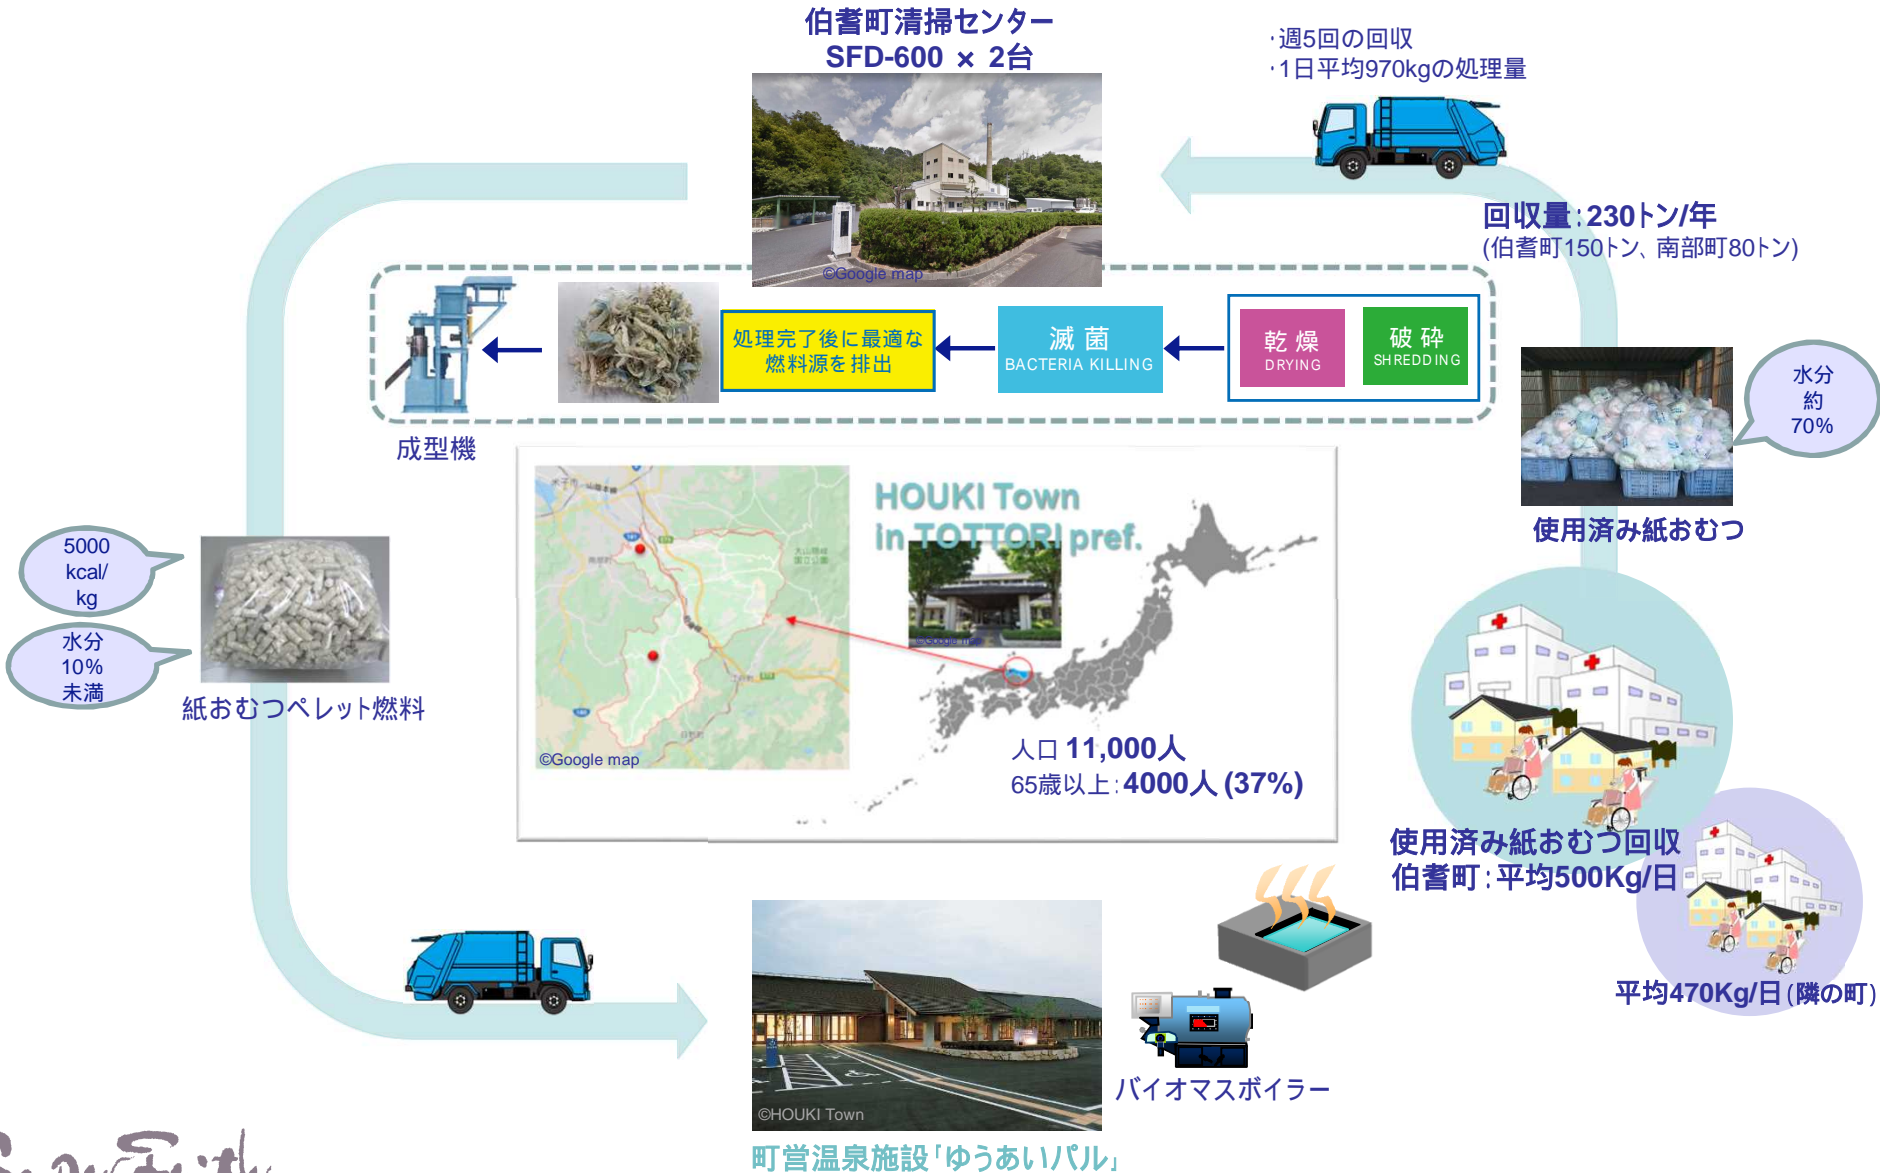 伯耆町清掃センター
SFD-600 × 2台
・週5回の回収
・1日平均970kgの処理量
回収量:230トン/年
(伯耆町150トン、南部町80トン)
©Google map
処理完了後に最適な
燃料源を排出
滅菌
BACTERIA KILLING
乾燥
DRYING
破砕
SHREDDING
成型機
水分
約
70%
使用済み紙おむつ
HOUKI Town
in TOTTORI pref.
©Google map
©Google map
人口 11,000人
65歳以上:4000人 (37%)
5000
kcal/
kg
水分
10%
未満
紙おむつペレット燃料
使用済み紙おむつ回収
伯耆町:平均500Kg/日
平均470Kg/日(隣の町)
バイオマスボイラー
©HOUKI Town
町営温泉施設「ゆうあいパル」